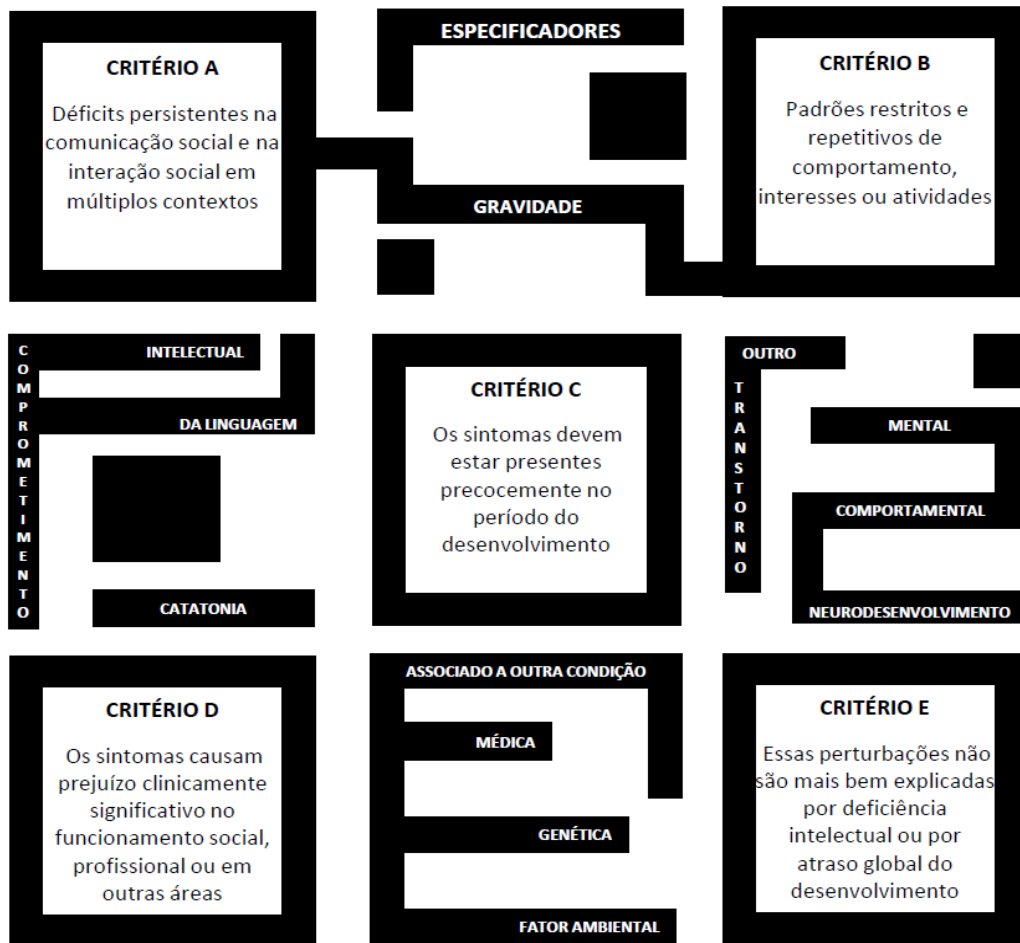 CRITÉRIO A
Déficits persistentes na
comunicação social e na
interação social em
múltiplos contextos
ESPECIFICADORES
GRAVIDADE
CRITÉRIO B
Padrões restritos e
repetitivos de
comportamento,
interesses ou atividades
COMPROMETIMENTO
INTELECTUAL
DA LINGUAGEM
CATATONIA
CRITÉRIO C
Os sintomas devem
estar presentes
precocemente no
período do
desenvolvimento
OUTRO
TRANSTORNO
MENTAL
COMPORTAMENTAL
NEURODESENVOLVIMENTO
CRITÉRIO D
Os sintomas causam
prejuízo clinicamente
significativo no
funcionamento social,
profissional ou em
outras áreas
ASSOCIADO A OUTRA CONDIÇÃO
MÉDICA
GENÉTICA
FATOR AMBIENTAL
CRITÉRIO E
Essas perturbações não
são mais bem explicadas
por deficiência
intelectual ou por
atraso global do
desenvolvimento